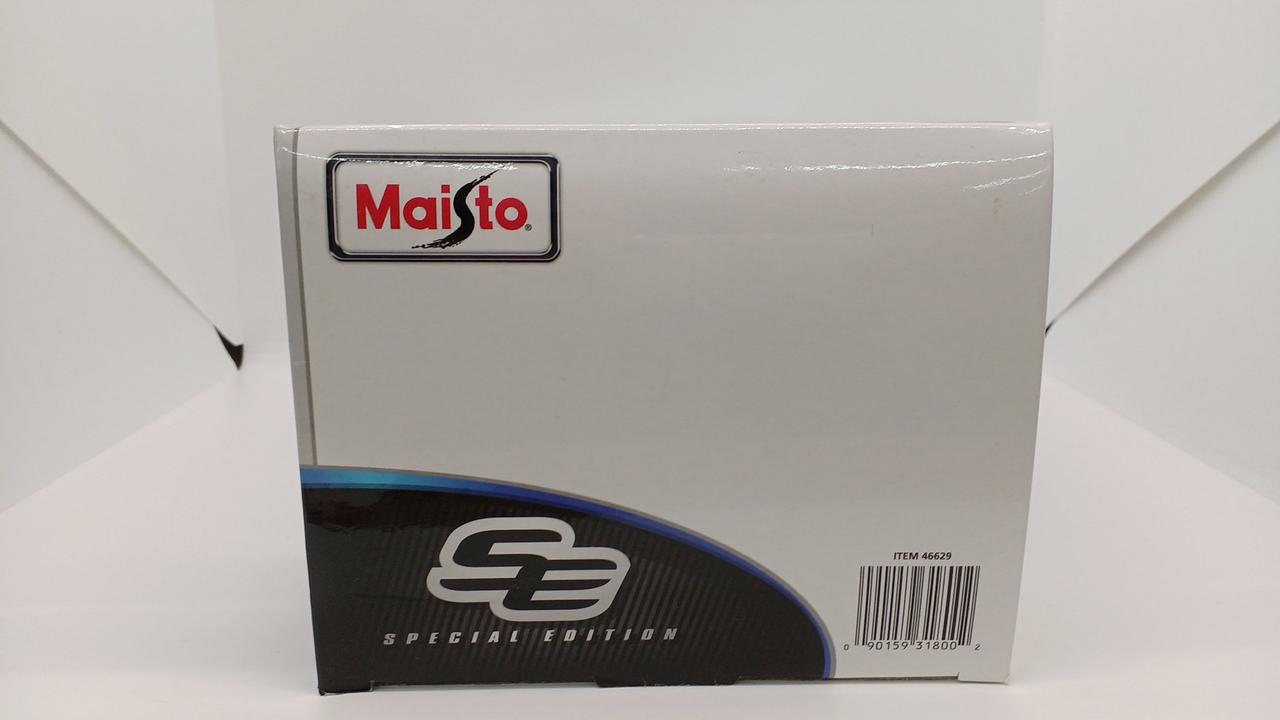 Maisto®
SE
SPECIAL EDITION
ITEM 46629
0 90159 31800 2